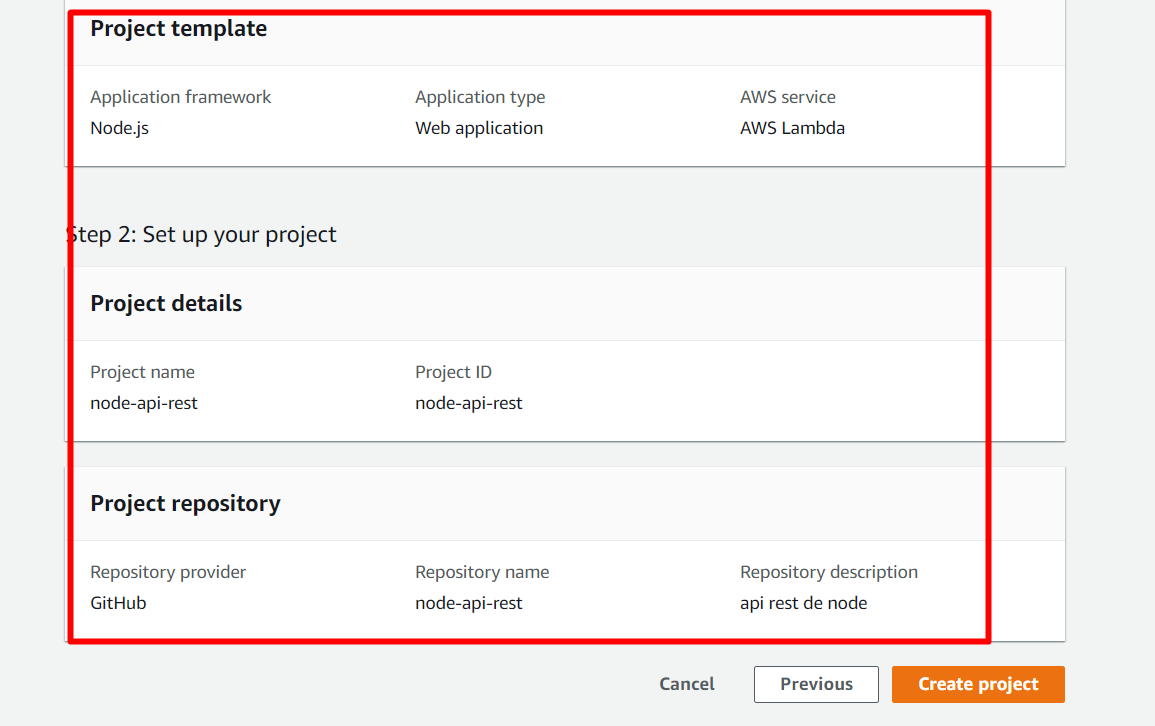 Project template
Application framework Application type AWS service
Node.js Web application AWS Lambda
Step 2: Set up your project
Project details
Project name Project ID
node-api-rest node-api-rest
Project repository
Repository provider Repository name Repository description
GitHub node-api-rest api rest de node
Cancel Previous Create project